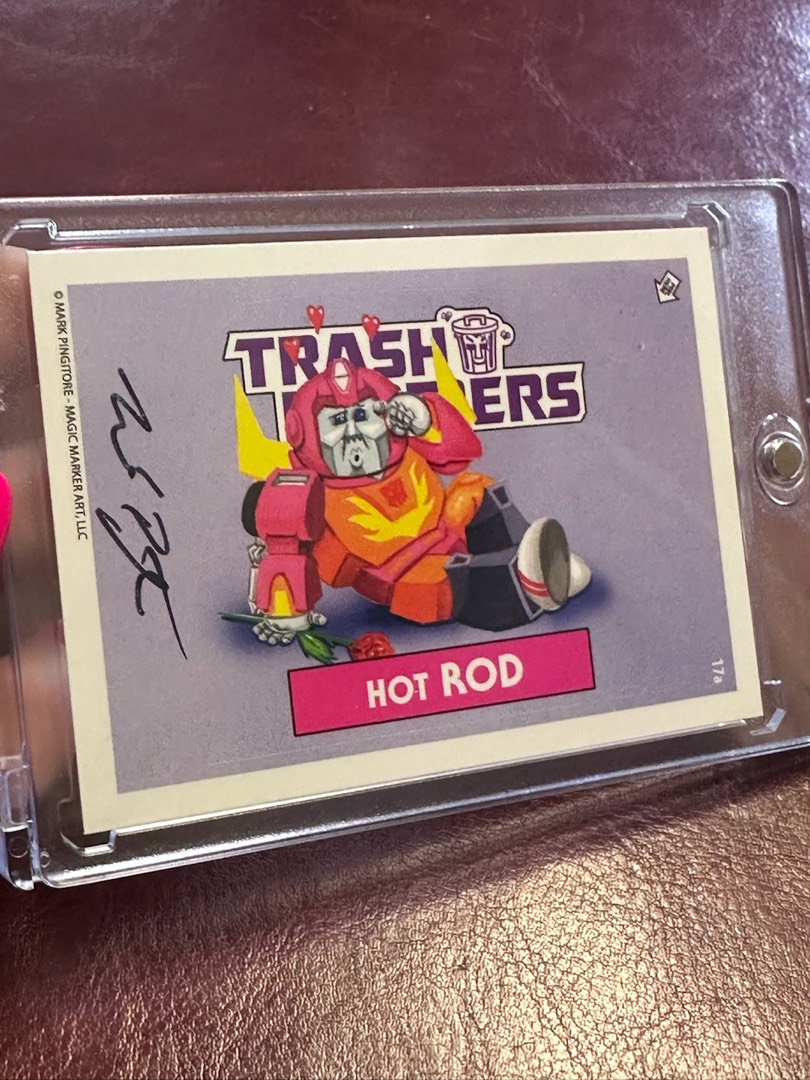 © MARK PINGITORE - MAGIC MARKER ART, LLC
TRASH
ERS
HOT ROD
17a